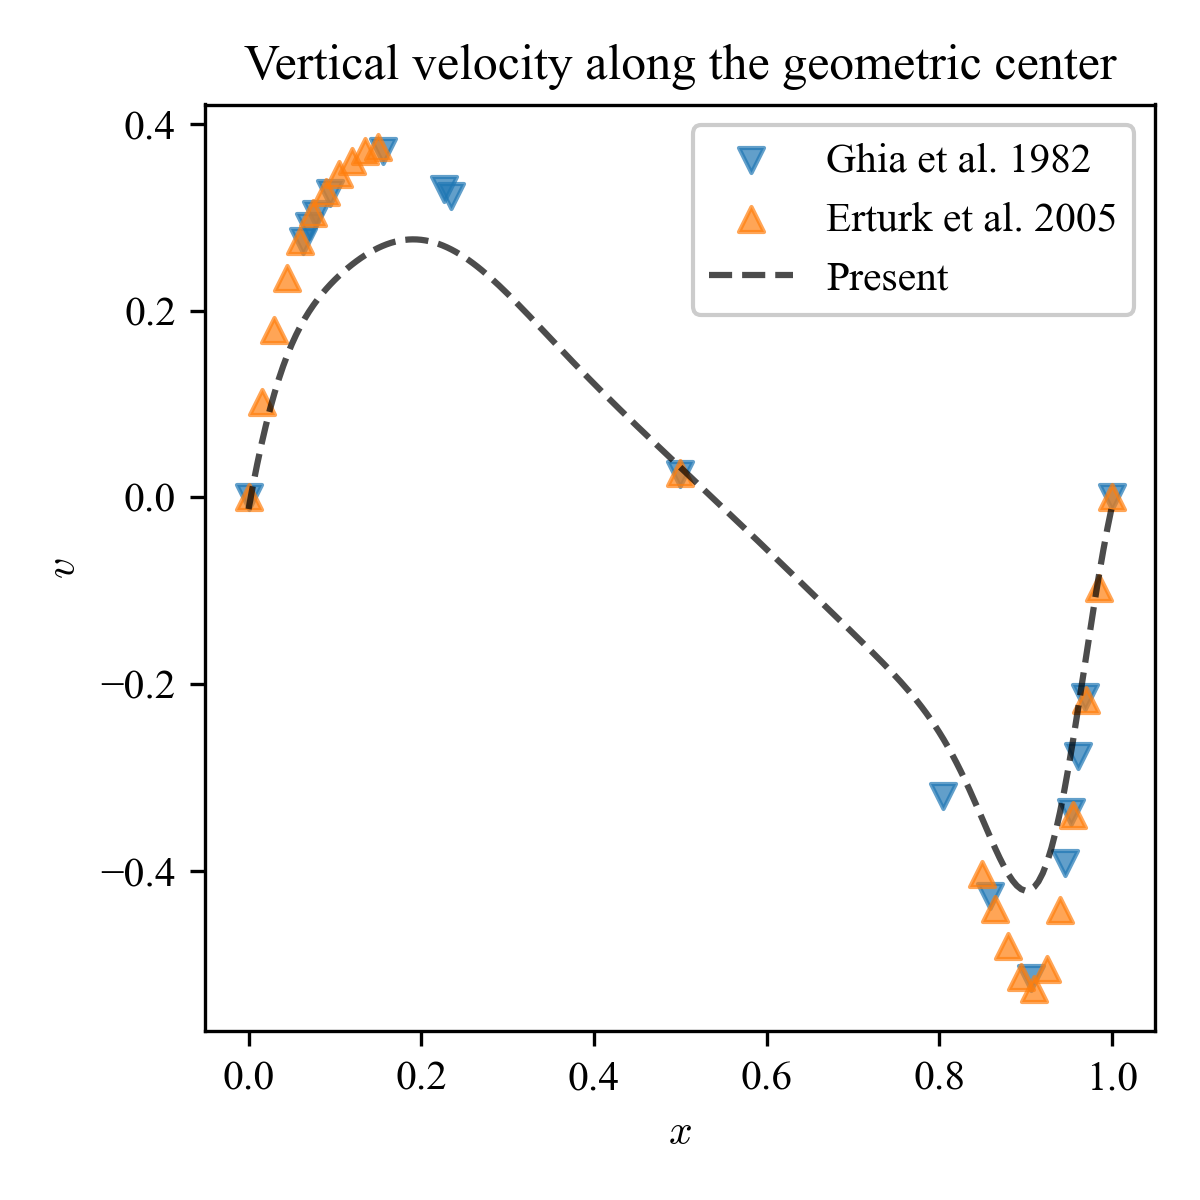 Vertical velocity along the geometric center
0.4
0.2
0.0
−0.2
−0.4
v
Ghia et al. 1982
Erturk et al. 2005
Present
0.0 0.2 0.4 0.6 0.8 1.0
x